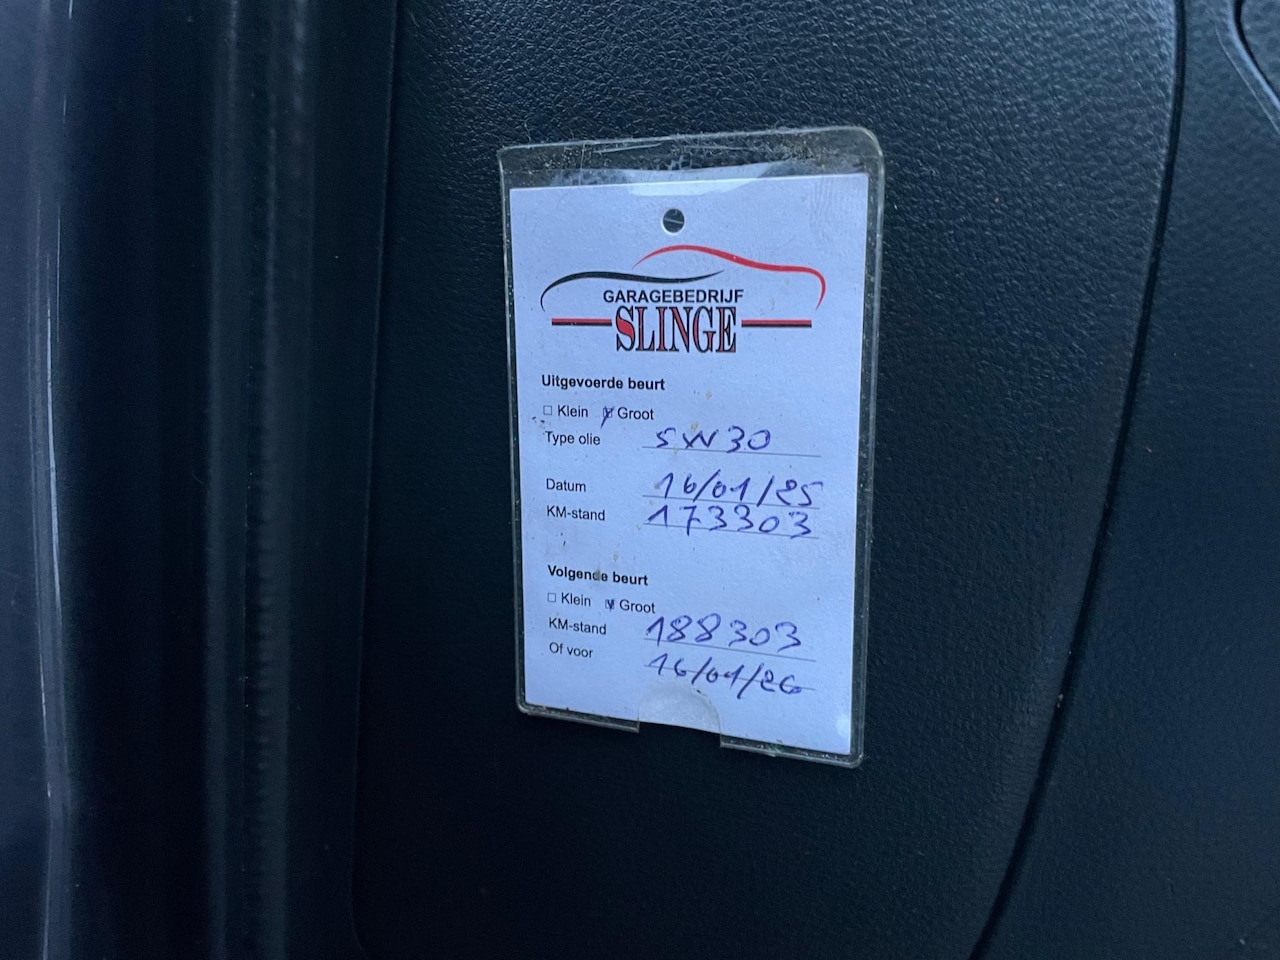 GARAGEBEDRIJF
SLINGE
Uitgevoerde beurt
☐ Klein ☑ Groot
Type olie 5W30
Datum 16/01/25
KM-stand 173303
Volgende beurt
☐ Klein ☑ Groot
KM-stand 188303
Of voor 16/01/26